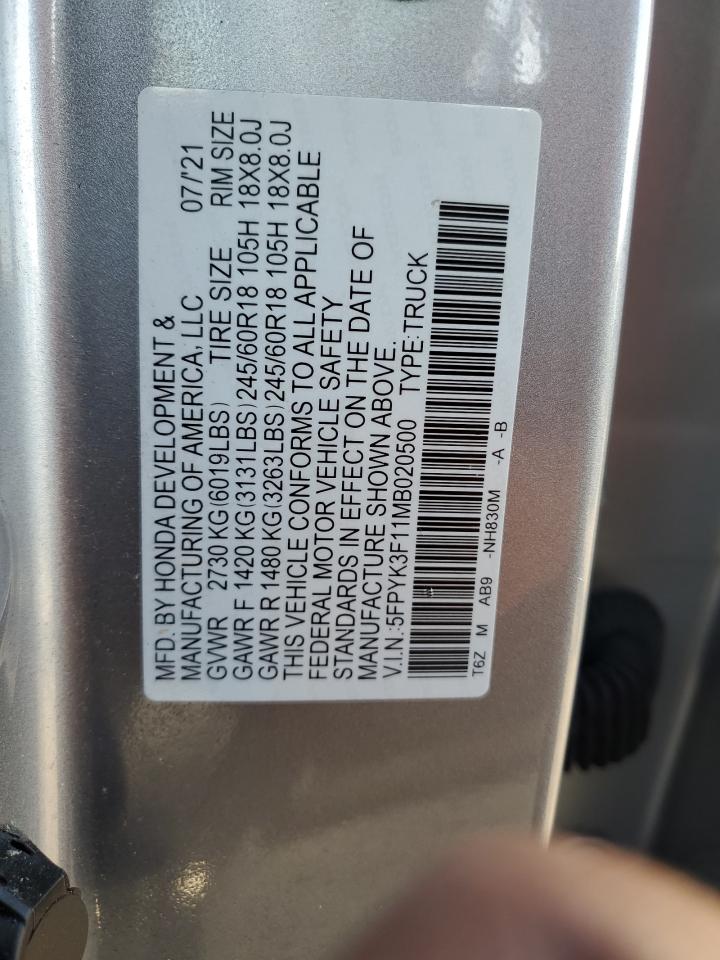 MFD. BY HONDA DEVELOPMENT &
MANUFACTURING OF AMERICA, LLC 07/'21
GVWR 2730 KG (6019LBS) TIRE SIZE RIM SIZE
GAWR F 1420 KG (3131LBS) 245/60R18 105H 18X8.0J
GAWR R 1480 KG (3263LBS) 245/60R18 105H 18X8.0J
THIS VEHICLE CONFORMS TO ALL APPLICABLE
FEDERAL MOTOR VEHICLE SAFETY
STANDARDS IN EFFECT ON THE DATE OF
MANUFACTURE SHOWN ABOVE.
V.I.N.:5FPYK3F11MB020500 TYPE:TRUCK
T6Z M AB9 -NH830M -A -B